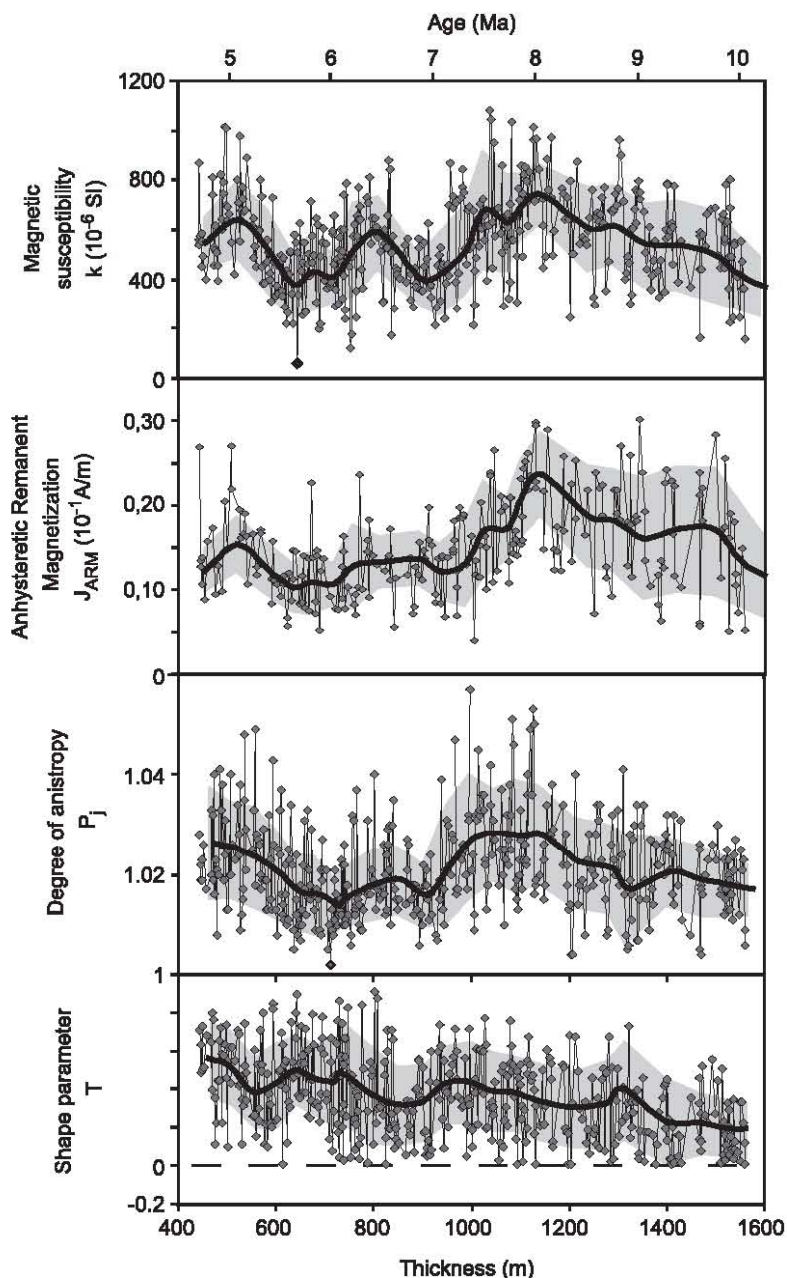 Age (Ma)
5 6 7 8 9 10
Magnetic
susceptibility
k (10⁻⁶ SI)
1200
800
400
0
Anhysteretic Remanent
Magnetization
J_ARM (10⁻¹A/m)
0,30
0,20
0,10
0
Degree of anistropy
P_j
1.04
1.02
1
Shape parameter
T
0
-0.2
400 600 800 1000 1200 1400 1600
Thickness (m)